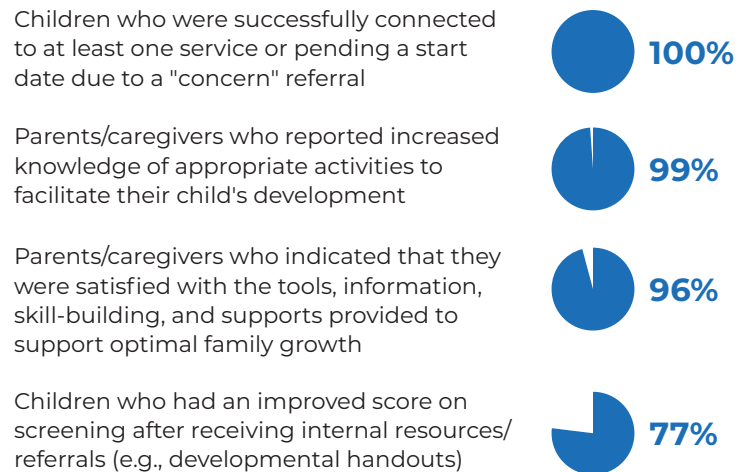 Children who were successfully connected
to at least one service or pending a start
date due to a "concern" referral
100%
Parents/caregivers who reported increased
knowledge of appropriate activities to
facilitate their child's development
99%
Parents/caregivers who indicated that they
were satisfied with the tools, information,
skill-building, and supports provided to
support optimal family growth
96%
Children who had an improved score on
screening after receiving internal resources/
referrals (e.g., developmental handouts)
77%